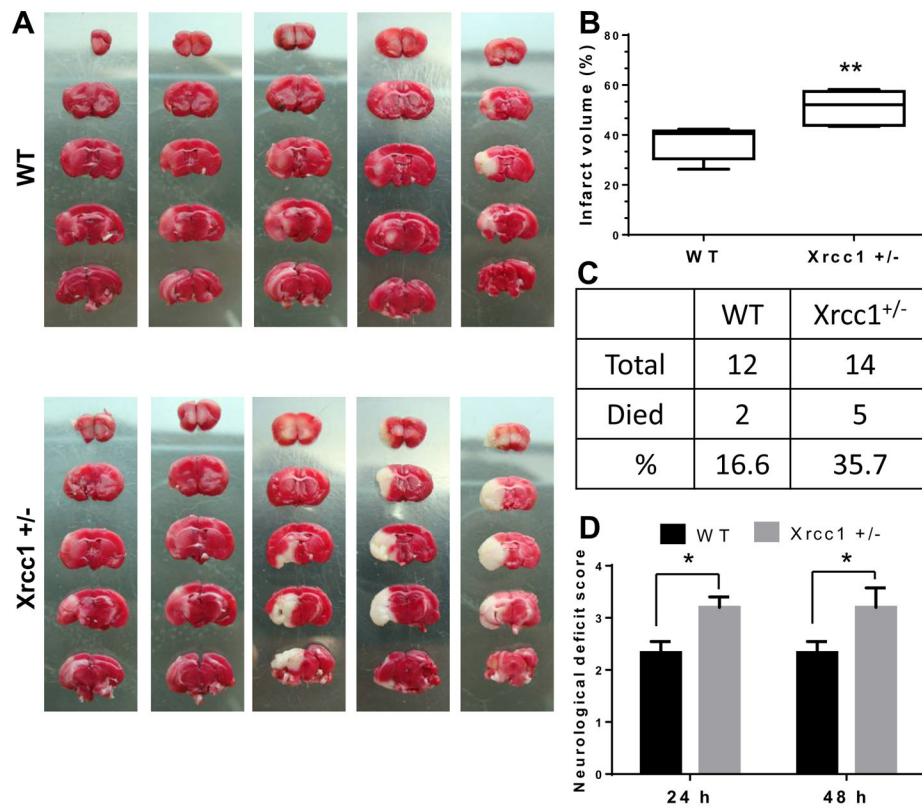 A
WT
Xrcc1 +/-
B
Infarct volume (%)
80
60
40
20
0
**
WT
Xrcc1 +/-
C
WT Xrcc1+/-
Total 12 14
Died 2 5
% 16.6 35.7
D
WT Xrcc1 +/-
Neurological deficit score
4
3
2
1
0
* *
24 h 48 h